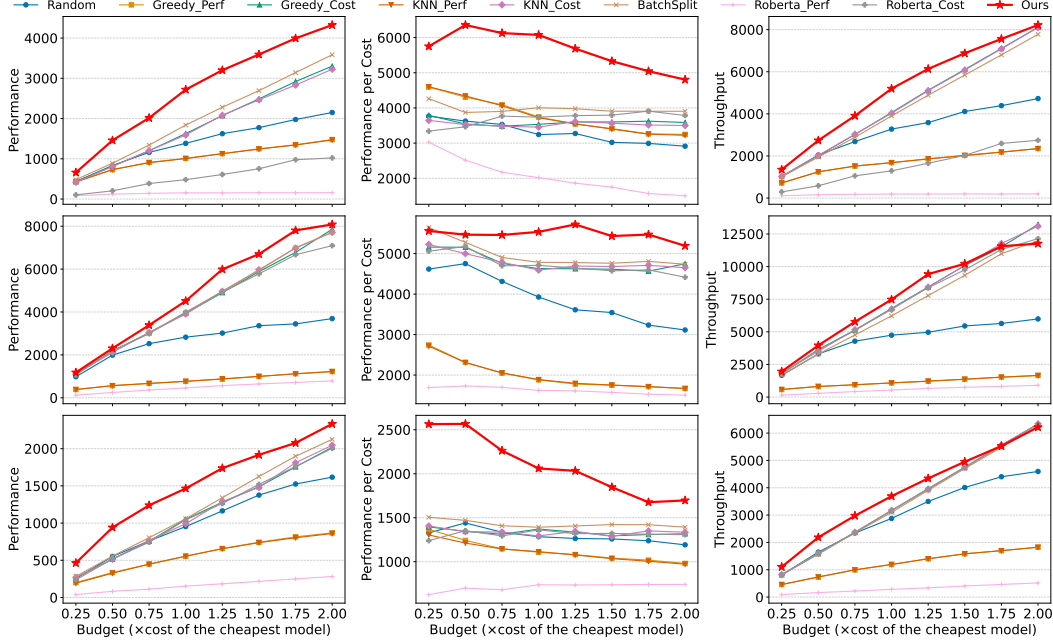 Random Greedy_Perf Greedy_Cost KNN_Perf KNN_Cost BatchSplit Roberta_Perf Roberta_Cost Ours
Performance
4000
3000
2000
1000
0
Performance per Cost
6000
5000
4000
3000
2000
Throughput
8000
6000
4000
2000
0
Performance
8000
6000
4000
2000
0
Performance per Cost
5000
4000
3000
2000
Throughput
12500
10000
7500
5000
2500
0
Performance
2000
1500
1000
500
0
0.25 0.50 0.75 1.00 1.25 1.50 1.75 2.00
Budget (×cost of the cheapest model)
Performance per Cost
2500
2000
1500
1000
0.25 0.50 0.75 1.00 1.25 1.50 1.75 2.00
Budget (×cost of the cheapest model)
Throughput
6000
5000
4000
3000
2000
1000
0
0.25 0.50 0.75 1.00 1.25 1.50 1.75 2.00
Budget (×cost of the cheapest model)